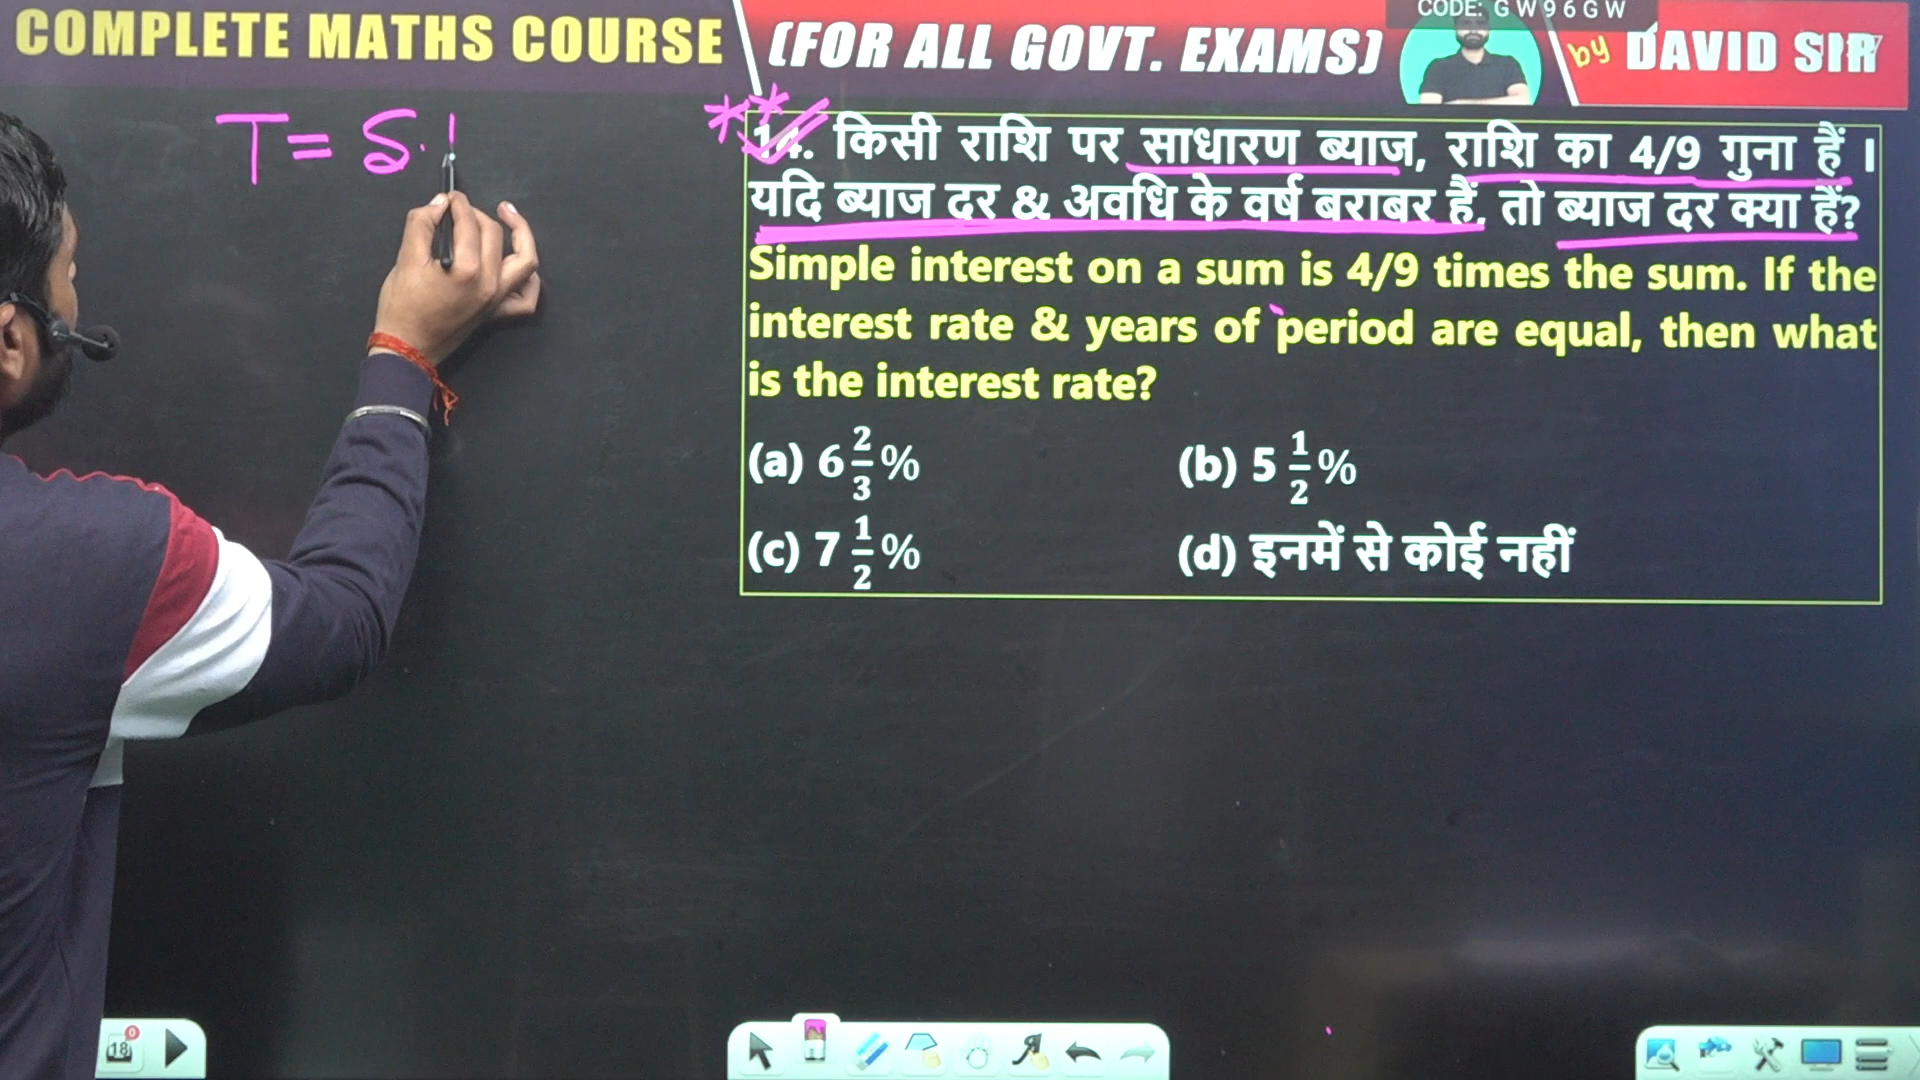 COMPLETE MATHS COURSE (FOR ALL GOVT. EXAMS) by DAVID SIR
CODE: GW96GW
T = S.I
14. किसी राशि पर साधारण ब्याज, राशि का 4/9 गुना हैं ।
यदि ब्याज दर & अवधि के वर्ष बराबर हैं, तो ब्याज दर क्या हैं?
Simple interest on a sum is 4/9 times the sum. If the
interest rate & years of period are equal, then what
is the interest rate?
(a) 6 2/3 % (b) 5 1/2 %
(c) 7 1/2 % (d) इनमें से कोई नहीं
18 0